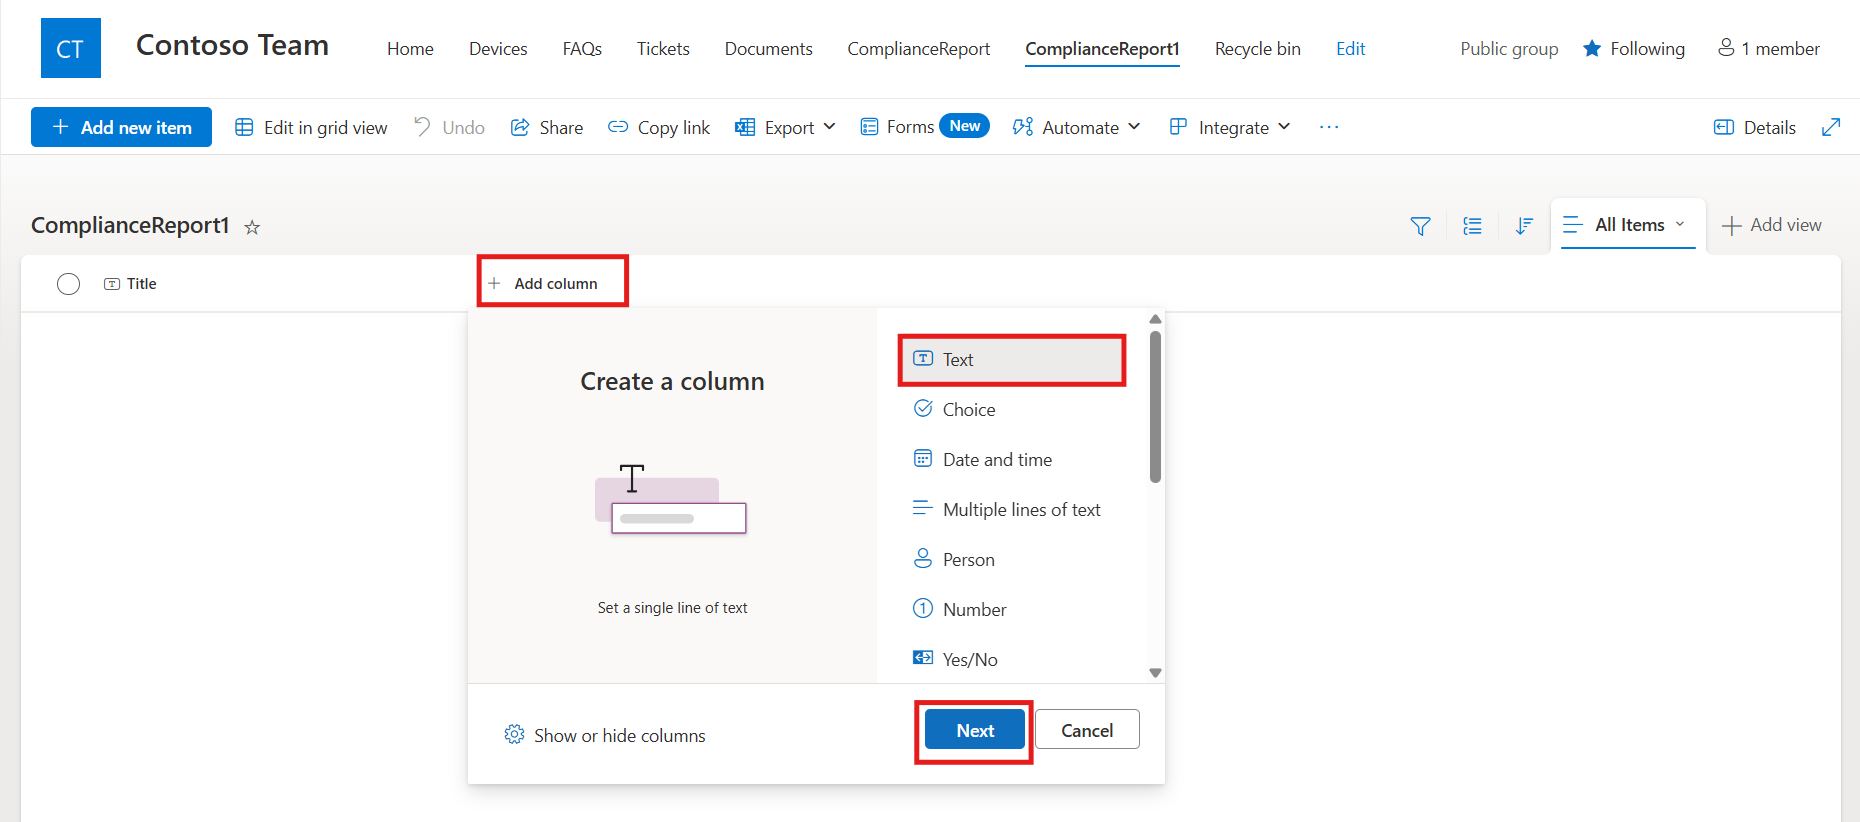 CT Contoso Team Home Devices FAQs Tickets Documents ComplianceReport ComplianceReport1 Recycle bin Edit Public group Following 1 member
Add new item Edit in grid view Undo Share Copy link Export Forms New Automate Integrate ... Details
ComplianceReport1 All Items Add view
Title Add column
Create a column
Set a single line of text
Text
Choice
Date and time
Multiple lines of text
Person
Number
Yes/No
Show or hide columns Next Cancel